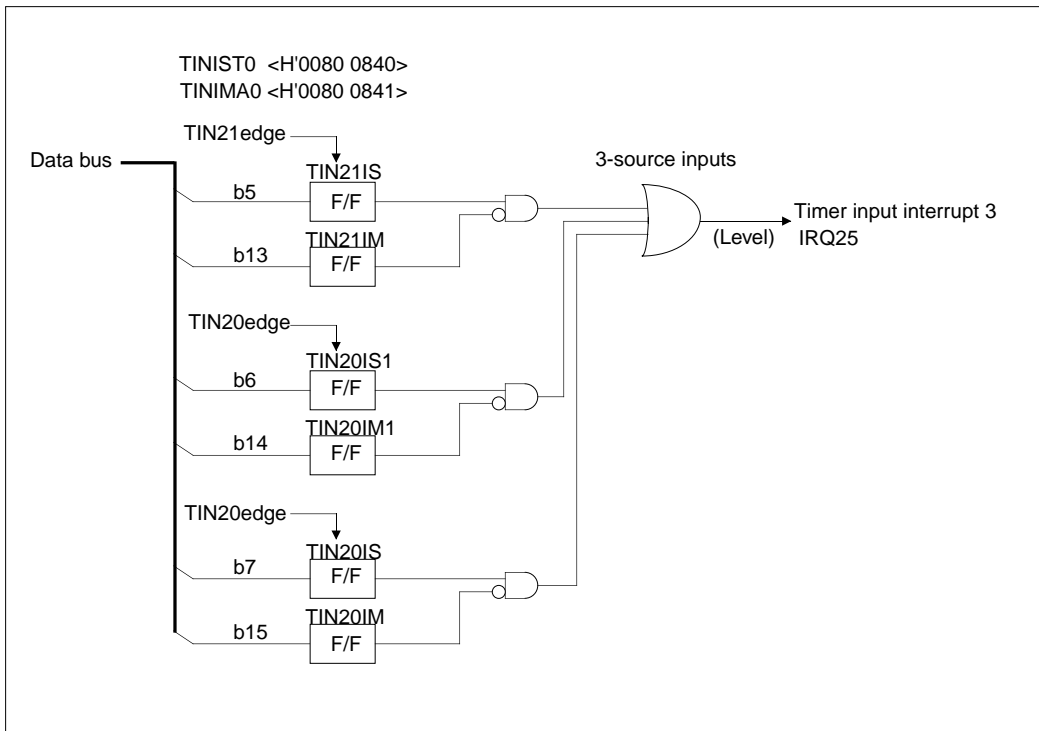 TINIST0 <H'0080 0840>
TINIMA0 <H'0080 0841>
TIN21edge
Data bus
TIN21IS
3-source inputs
b5
F/F
Timer input interrupt 3
(Level)
IRQ25
TIN21IM
b13
F/F
TIN20edge
TIN20IS1
b6
F/F
TIN20IM1
b14
F/F
TIN20edge
TIN20IS
b7
F/F
TIN20IM
b15
F/F